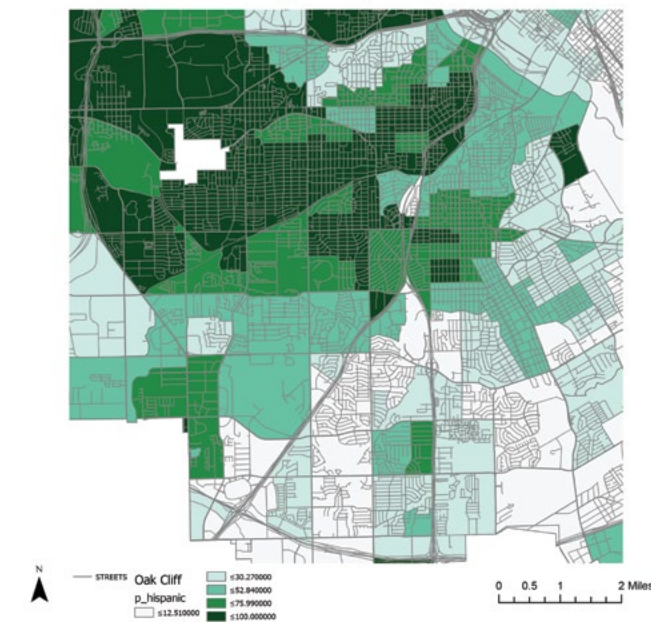 N
STREETS
Oak Cliff
p_hispanic
≤12.510000
≤30.270000
≤52.840000
≤75.990000
≤100.000000
0 0.5 1 2 Miles